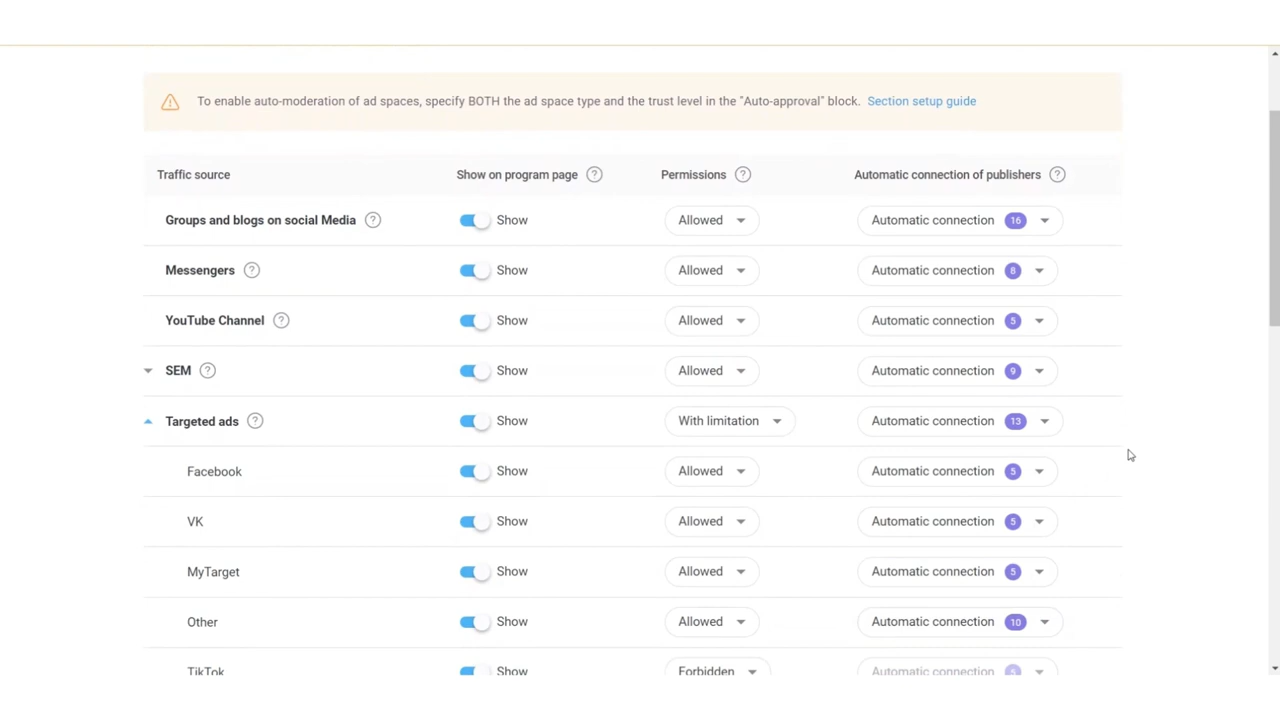 To enable auto-moderation of ad spaces, specify BOTH the ad space type and the trust level in the "Auto-approval" block. Section setup guide
Traffic source Show on program page ? Permissions ? Automatic connection of publishers ?
Groups and blogs on social Media ? Show Allowed Automatic connection 16
Messengers ? Show Allowed Automatic connection 8
YouTube Channel ? Show Allowed Automatic connection 5
SEM ? Show Allowed Automatic connection 9
Targeted ads ? Show With limitation Automatic connection 13
Facebook Show Allowed Automatic connection 5
VK Show Allowed Automatic connection 5
MyTarget Show Allowed Automatic connection 5
Other Show Allowed Automatic connection 10
TikTok Show Forbidden Automatic connection 5